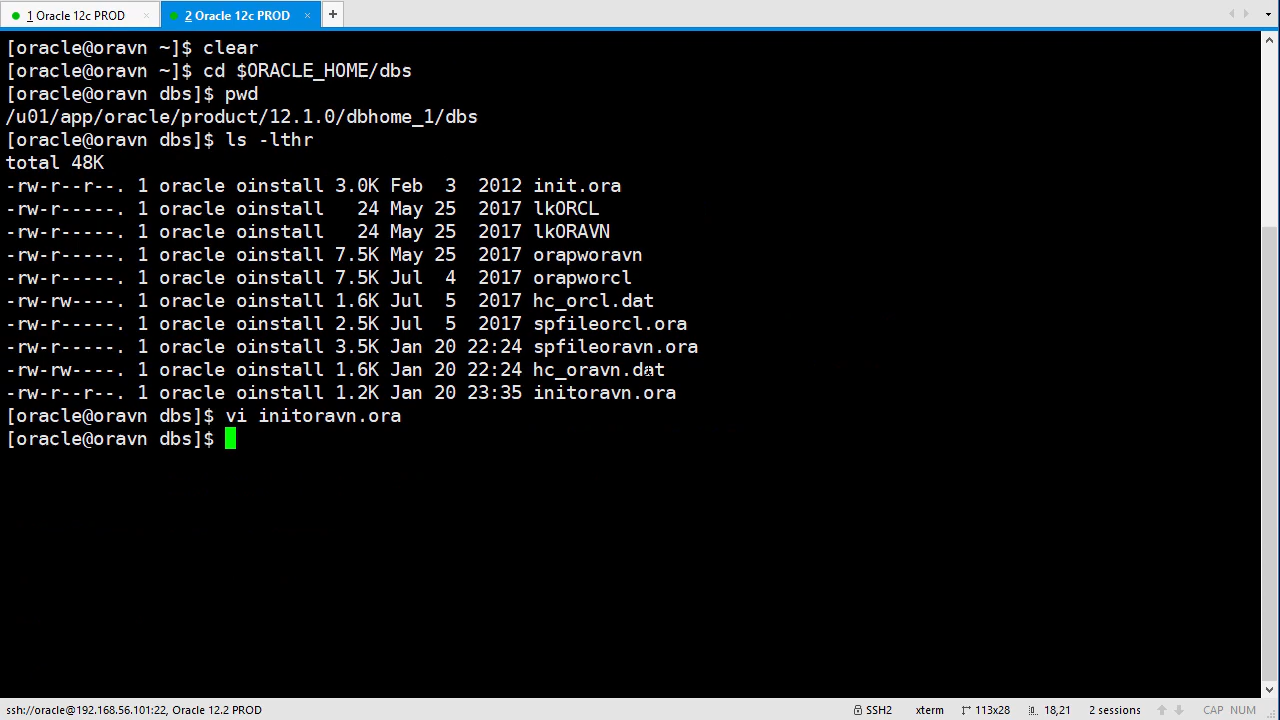 1 Oracle 12c PROD × 2 Oracle 12c PROD × +
[oracle@oravn ~]$ clear
[oracle@oravn ~]$ cd $ORACLE_HOME/dbs
[oracle@oravn dbs]$ pwd
/u01/app/oracle/product/12.1.0/dbhome_1/dbs
[oracle@oravn dbs]$ ls -lthr
total 48K
-rw-r--r--. 1 oracle oinstall 3.0K Feb  3  2012 init.ora
-rw-r-----. 1 oracle oinstall   24 May 25  2017 lkORCL
-rw-r-----. 1 oracle oinstall   24 May 25  2017 lkORAVN
-rw-r-----. 1 oracle oinstall 7.5K May 25  2017 orapworavn
-rw-r-----. 1 oracle oinstall 7.5K Jul  4  2017 orapworcl
-rw-rw----. 1 oracle oinstall 1.6K Jul  5  2017 hc_orcl.dat
-rw-r-----. 1 oracle oinstall 2.5K Jul  5  2017 spfileorcl.ora
-rw-r-----. 1 oracle oinstall 3.5K Jan 20 22:24 spfileoravn.ora
-rw-rw----. 1 oracle oinstall 1.6K Jan 20 22:24 hc_oravn.dat
-rw-r--r--. 1 oracle oinstall 1.2K Jan 20 23:35 initoravn.ora
[oracle@oravn dbs]$ vi initoravn.ora
[oracle@oravn dbs]$
ssh://oracle@192.168.56.101:22, Oracle 12.2 PROD SSH2 xterm 113x28 18,21 2 sessions CAP NUM